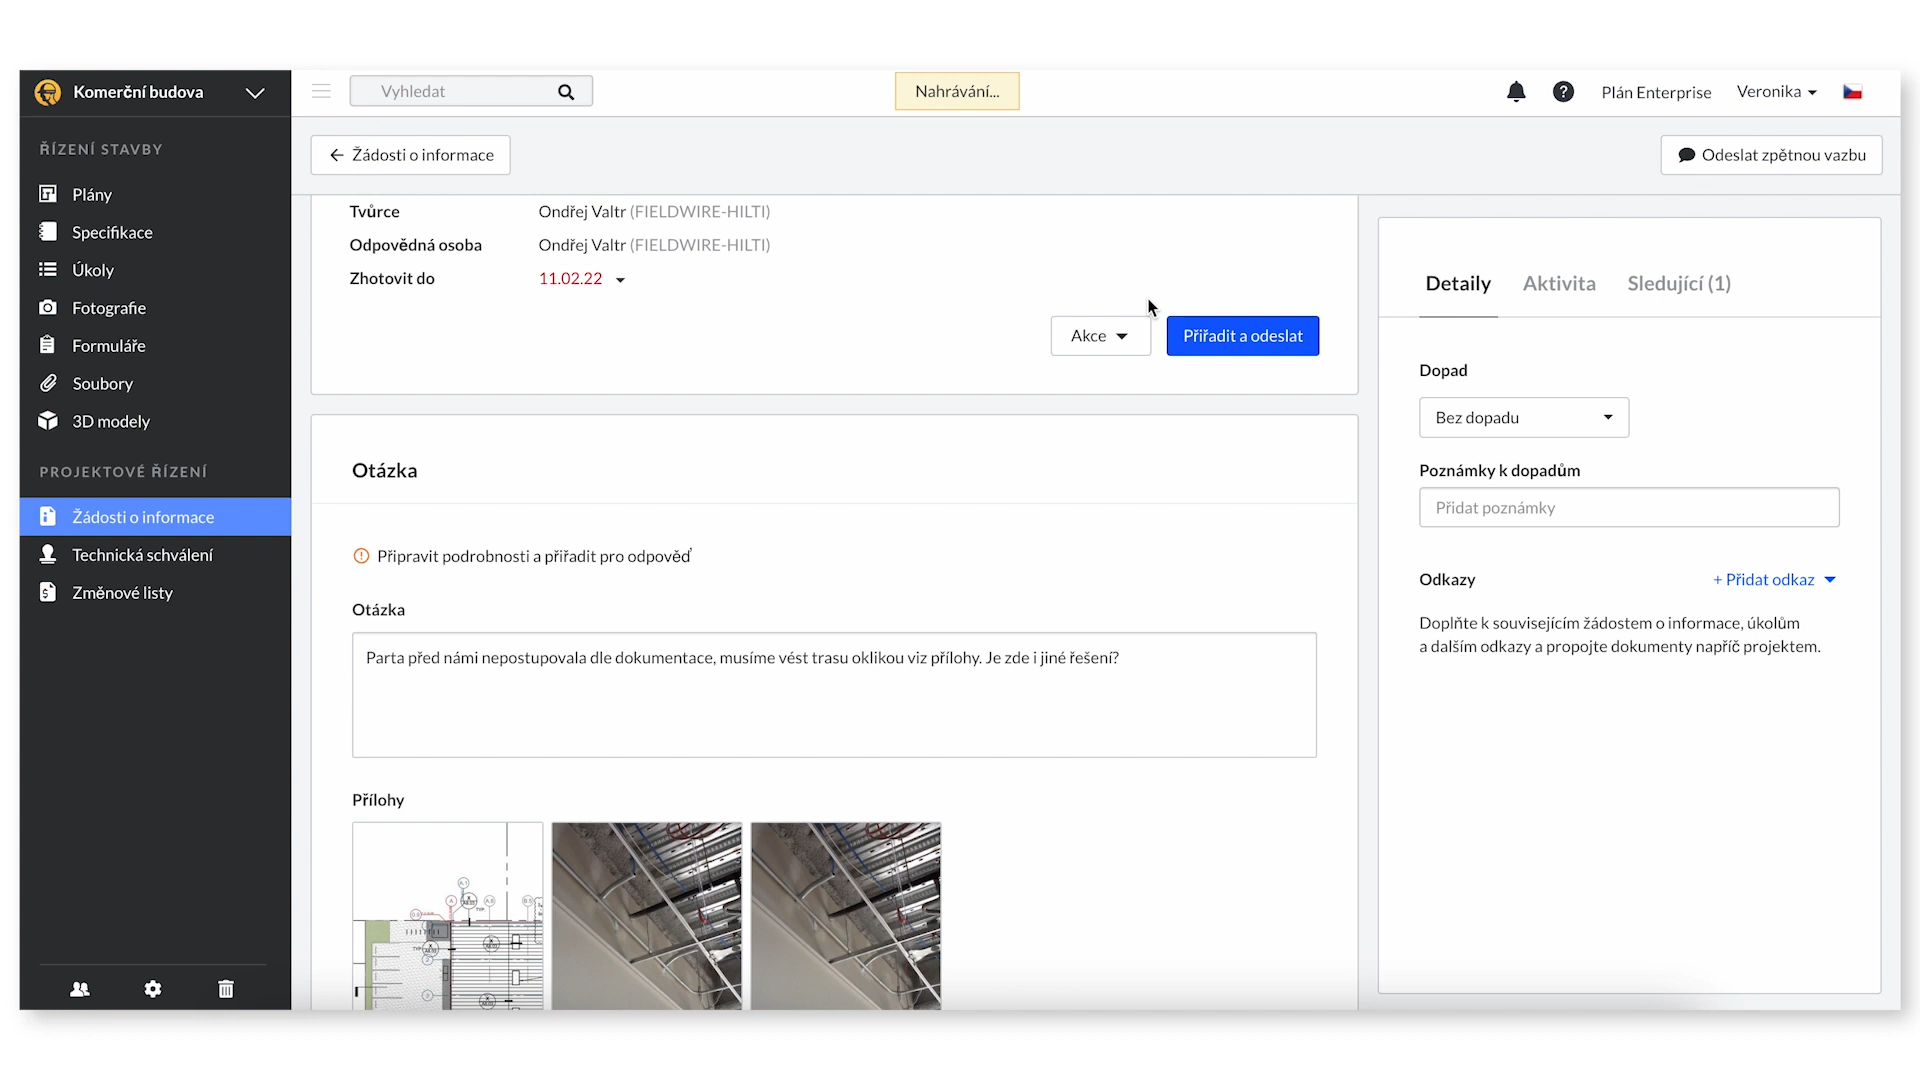 Komerční budova
Vyhledat
Nahrávání...
Plán Enterprise
Veronika
ŘÍZENÍ STAVBY
Plány
Specifikace
Úkoly
Fotografie
Formuláře
Soubory
3D modely
PROJEKTOVÉ ŘÍZENÍ
Žádosti o informace
Technická schválení
Změnové listy
Žádosti o informace
Odeslat zpětnou vazbu
Tvůrce Ondřej Valtr (FIELDWIRE-HILTI)
Odpovědná osoba Ondřej Valtr (FIELDWIRE-HILTI)
Zhotovit do 11.02.22
Akce
Přiřadit a odeslat
Otázka
Připravit podrobnosti a přiřadit pro odpověď
Otázka
Parta před námi nepostupovala dle dokumentace, musíme vést trasu oklikou viz přílohy. Je zde i jiné řešení?
Přílohy
Detaily Aktivita Sledující (1)
Dopad
Bez dopadu
Poznámky k dopadům
Přidat poznámky
Odkazy + Přidat odkaz
Doplňte k souvisejícím žádostem o informace, úkolům
a dalším odkazy a propojte dokumenty napříč projektem.